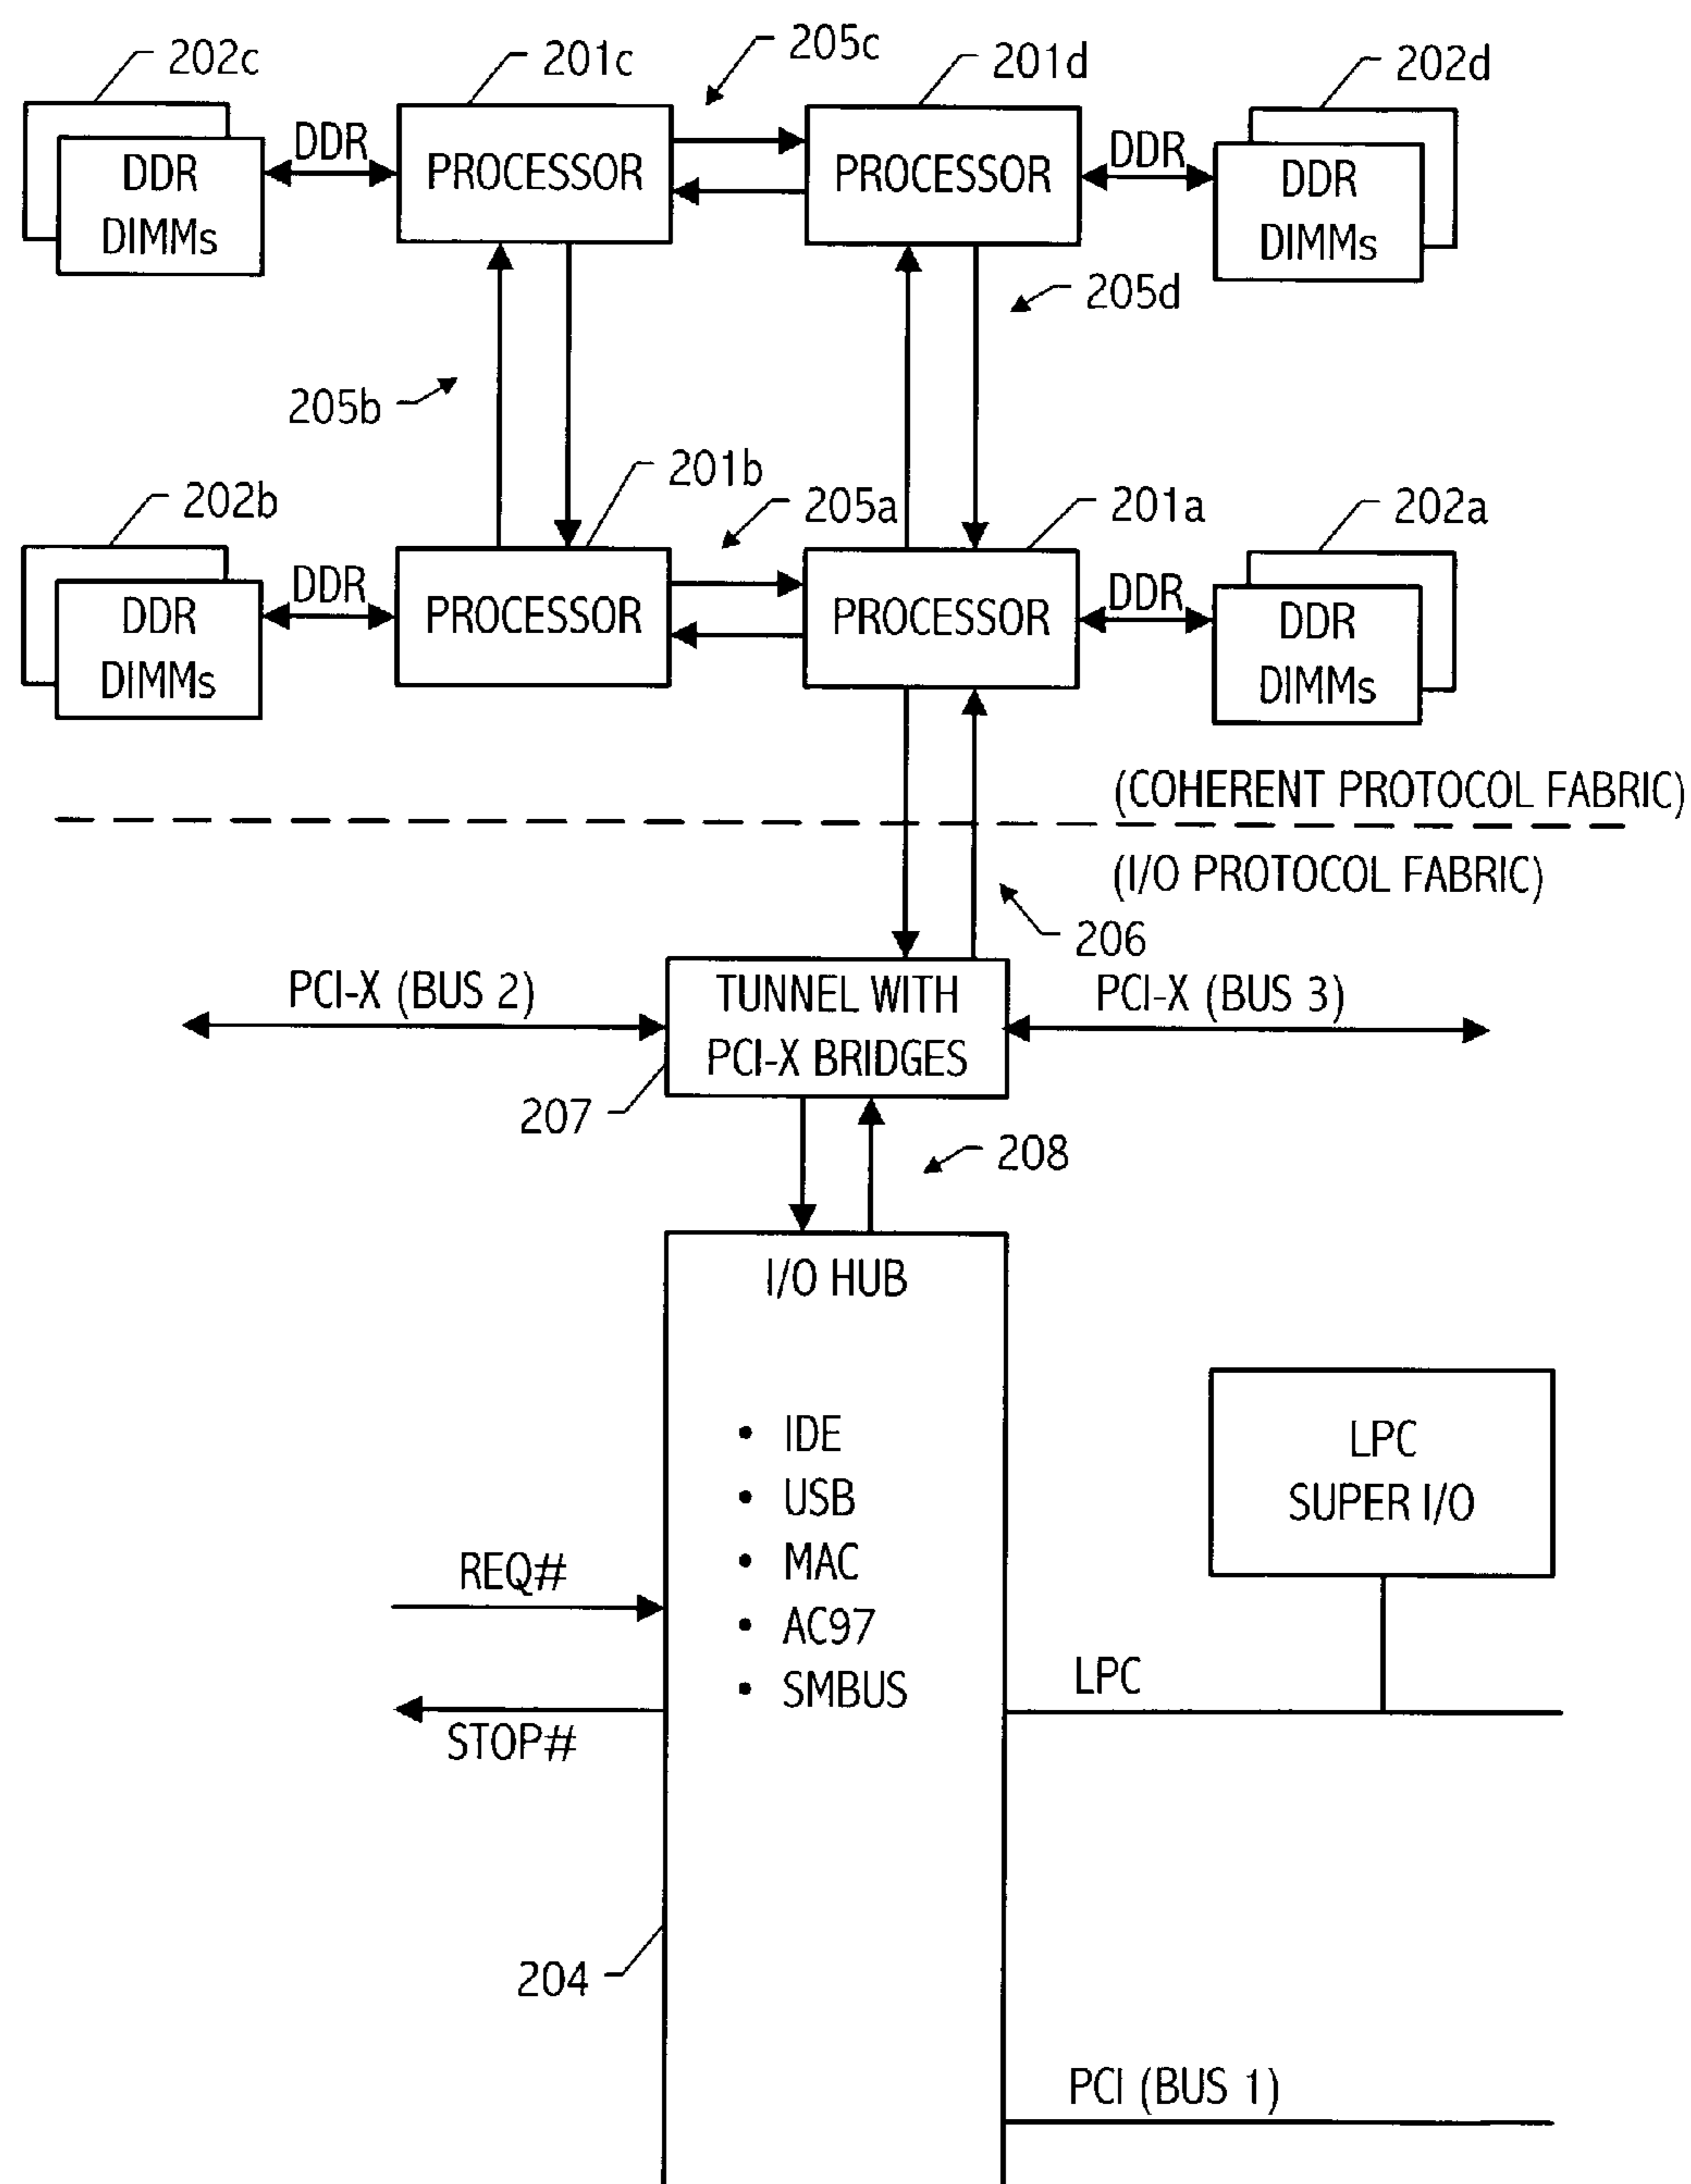 202c
201c
205c
201d
202d
DDR
DIMMs
DDR
PROCESSOR
PROCESSOR
DDR
DDR
DIMMs
205d
205b
202b
201b
205a
201a
202a
DDR
DIMMs
DDR
PROCESSOR
PROCESSOR
DDR
DDR
DIMMs
(COHERENT PROTOCOL FABRIC)
(I/O PROTOCOL FABRIC)
206
PCI-X (BUS 2)
TUNNEL WITH
PCI-X BRIDGES
PCI-X (BUS 3)
207
208
I/O HUB
• IDE
• USB
• MAC
• AC97
• SMBUS
LPC
SUPER I/O
REQ#
STOP#
LPC
204
PCI (BUS 1)